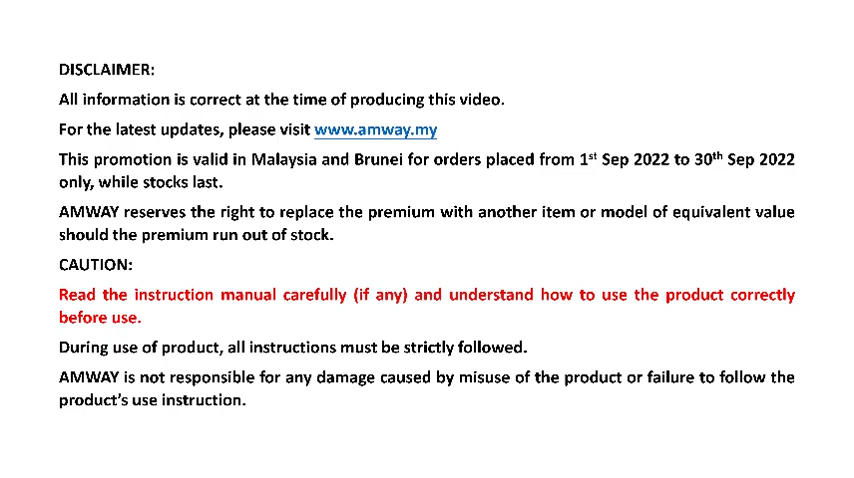 DISCLAIMER:
All information is correct at the time of producing this video.
For the latest updates, please visit www.amway.my
This promotion is valid in Malaysia and Brunei for orders placed from 1st Sep 2022 to 30th Sep 2022
only, while stocks last.
AMWAY reserves the right to replace the premium with another item or model of equivalent value
should the premium run out of stock.
CAUTION:
Read the instruction manual carefully (if any) and understand how to use the product correctly
before use.
During use of product, all instructions must be strictly followed.
AMWAY is not responsible for any damage caused by misuse of the product or failure to follow the
product’s use instruction.